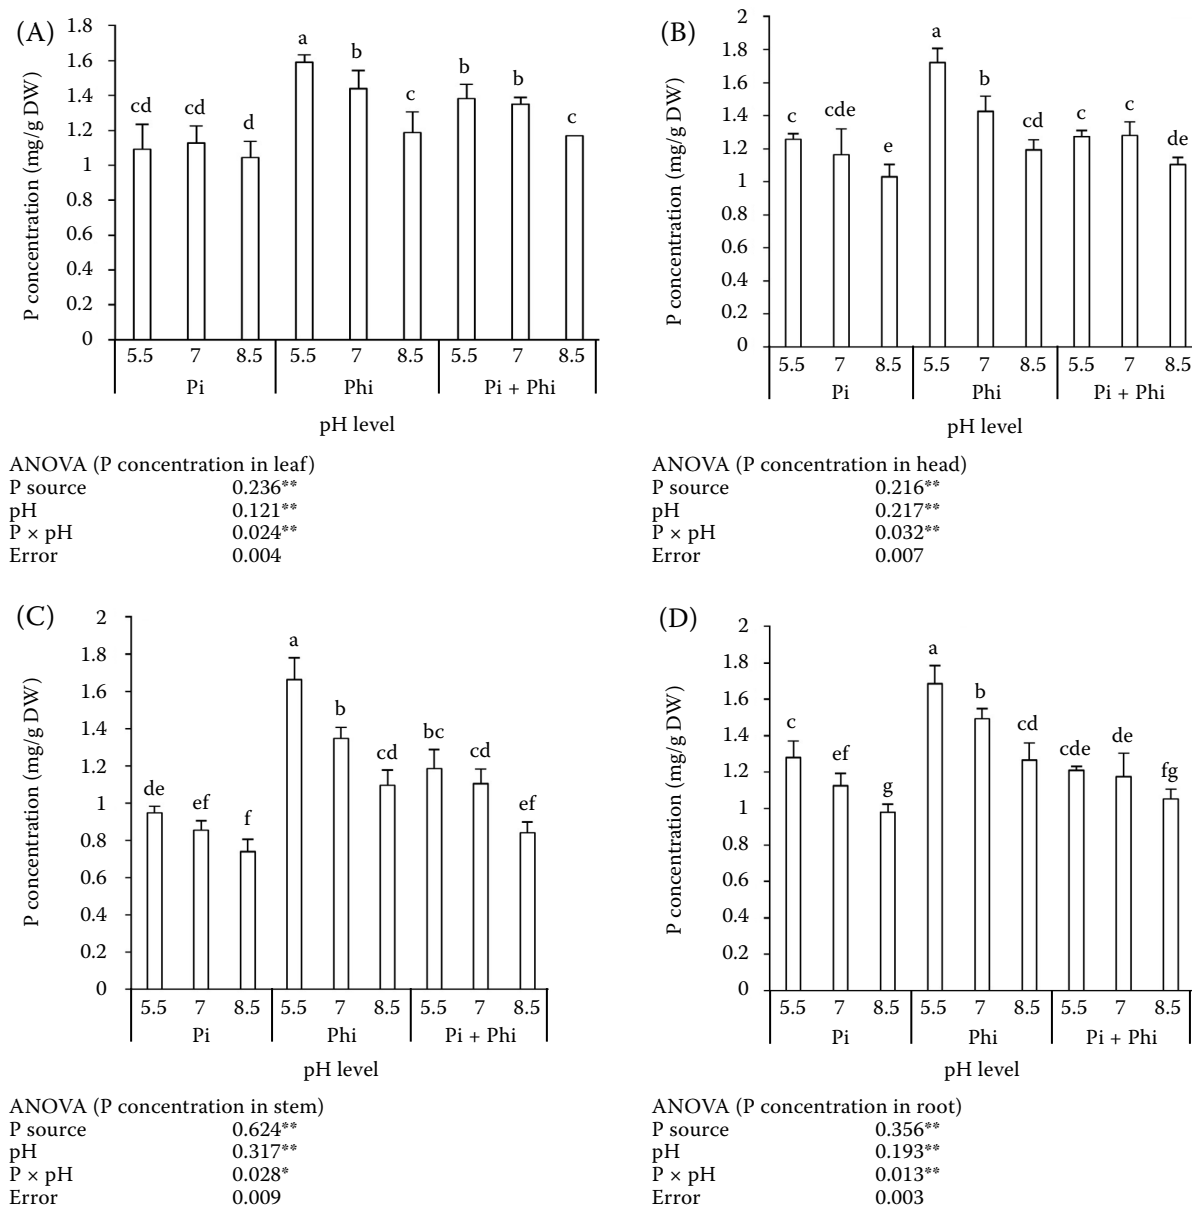 (A)
P concentration (mg/g DW)
1.8
1.6
1.4
1.2
1
0.8
0.6
0.4
0.2
0
cd cd d a b c b b c
5.5 7 8.5 5.5 7 8.5 5.5 7 8.5
Pi Phi Pi + Phi
pH level
ANOVA (P concentration in leaf)
P source 0.236**
pH 0.121**
P × pH 0.024**
Error 0.004
(B)
P concentration (mg/g DW)
2
1.8
1.6
1.4
1.2
1
0.8
0.6
0.4
0.2
0
c cde e a b cd c c de
5.5 7 8.5 5.5 7 8.5 5.5 7 8.5
Pi Phi Pi + Phi
pH level
ANOVA (P concentration in head)
P source 0.216**
pH 0.217**
P × pH 0.032**
Error 0.007
(C)
P concentration (mg/g DW)
2
1.8
1.6
1.4
1.2
1
0.8
0.6
0.4
0.2
0
de ef f a b cd bc cd ef
5.5 7 8.5 5.5 7 8.5 5.5 7 8.5
Pi Phi Pi + Phi
pH level
ANOVA (P concentration in stem)
P source 0.624**
pH 0.317**
P × pH 0.028*
Error 0.009
(D)
P concentration (mg/g DW)
2
1.8
1.6
1.4
1.2
1
0.8
0.6
0.4
0.2
0
c ef g a b cd cde de fg
5.5 7 8.5 5.5 7 8.5 5.5 7 8.5
Pi Phi Pi + Phi
pH level
ANOVA (P concentration in root)
P source 0.356**
pH 0.193**
P × pH 0.013**
Error 0.003